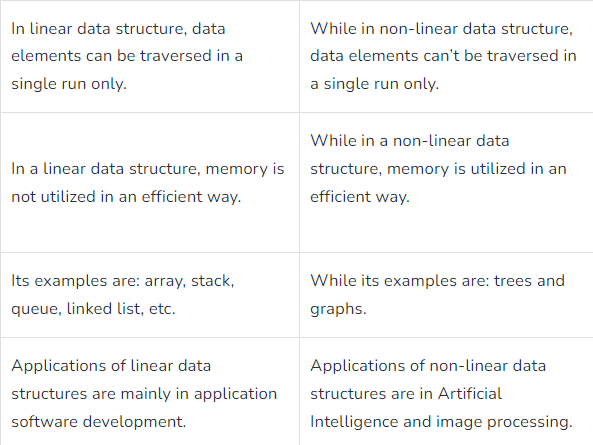 In linear data structure, data
elements can be traversed in a
single run only.
While in non-linear data structure,
data elements can’t be traversed in
a single run only.
In a linear data structure, memory is
not utilized in an efficient way.
While in a non-linear data
structure, memory is utilized in an
efficient way.
Its examples are: array, stack,
queue, linked list, etc.
While its examples are: trees and
graphs.
Applications of linear data
structures are mainly in application
software development.
Applications of non-linear data
structures are in Artificial
Intelligence and image processing.